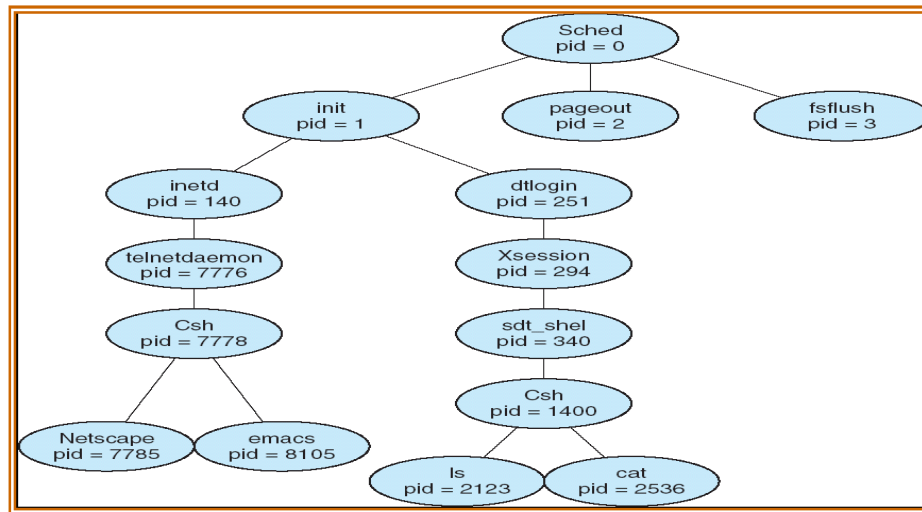 Sched
pid = 0
init
pid = 1
pageout
pid = 2
fsflush
pid = 3
inetd
pid = 140
dtlogin
pid = 251
telnetdaemon
pid = 7776
Xsession
pid = 294
Csh
pid = 7778
sdt_shel
pid = 340
Csh
pid = 1400
Netscape
pid = 7785
emacs
pid = 8105
ls
pid = 2123
cat
pid = 2536